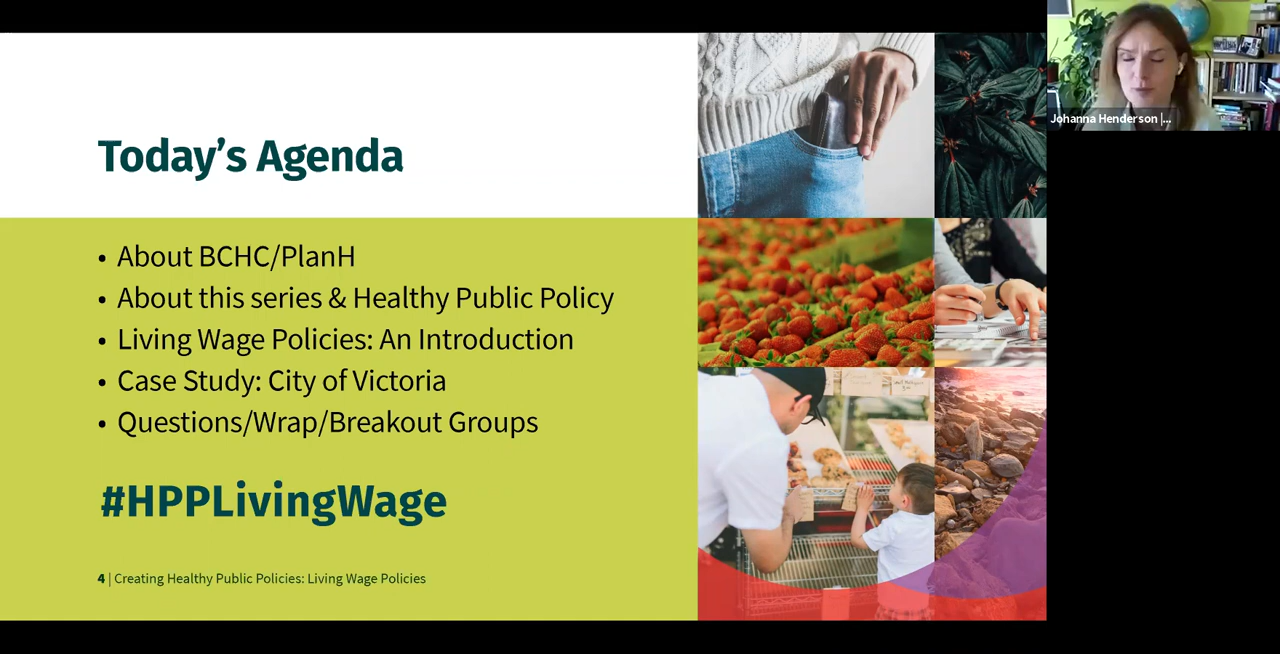 Today’s Agenda
• About BCHC/PlanH
• About this series & Healthy Public Policy
• Living Wage Policies: An Introduction
• Case Study: City of Victoria
• Questions/Wrap/Breakout Groups
#HPPLivingWage
4 | Creating Healthy Public Policies: Living Wage Policies
Johanna Henderson |...